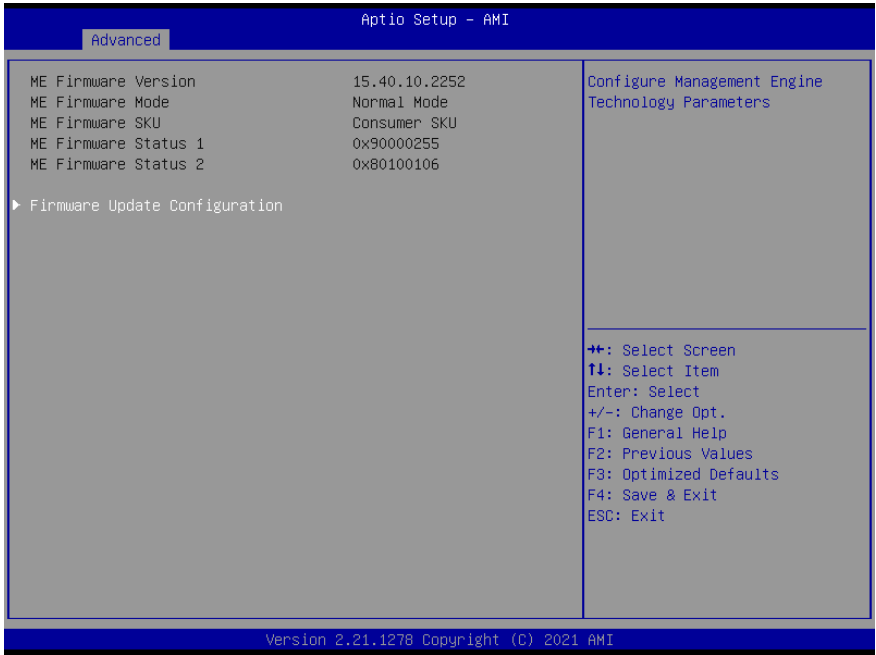 Aptio Setup – AMI
Advanced
ME Firmware Version 15.40.10.2252
ME Firmware Mode Normal Mode
ME Firmware SKU Consumer SKU
ME Firmware Status 1 0x90000255
ME Firmware Status 2 0x80100106
▶ Firmware Update Configuration
Configure Management Engine
Technology Parameters
→←: Select Screen
↑↓: Select Item
Enter: Select
+/-: Change Opt.
F1: General Help
F2: Previous Values
F3: Optimized Defaults
F4: Save & Exit
ESC: Exit
Version 2.21.1278 Copyright (C) 2021 AMI